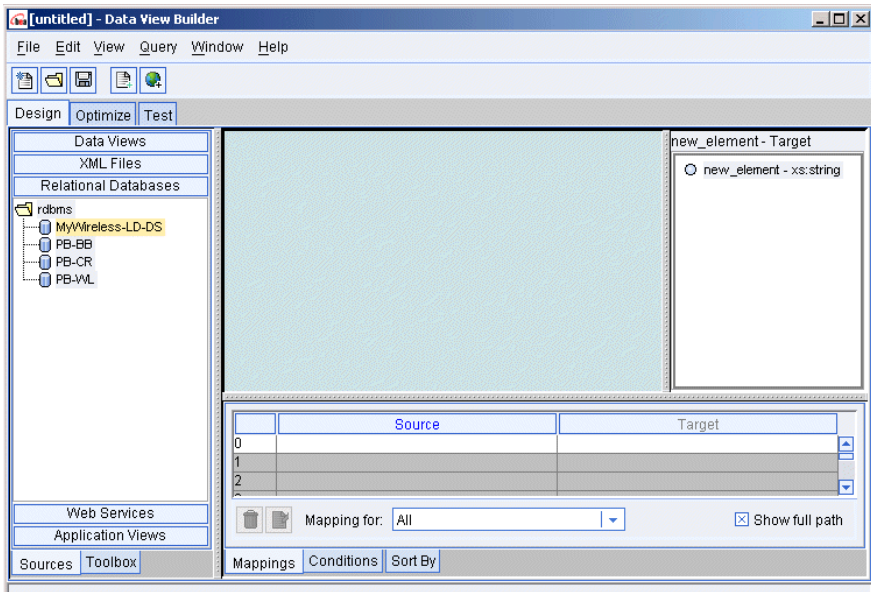 [untitled] - Data View Builder
File Edit View Query Window Help
Design Optimize Test
Data Views
XML Files
Relational Databases
rdbms
MyWireless-LD-DS
PB-BB
PB-CR
PB-WL
Web Services
Application Views
Sources Toolbox
new_element - Target
new_element - xs:string
Source Target
0
1
2
Mapping for: All Show full path
Mappings Conditions Sort By